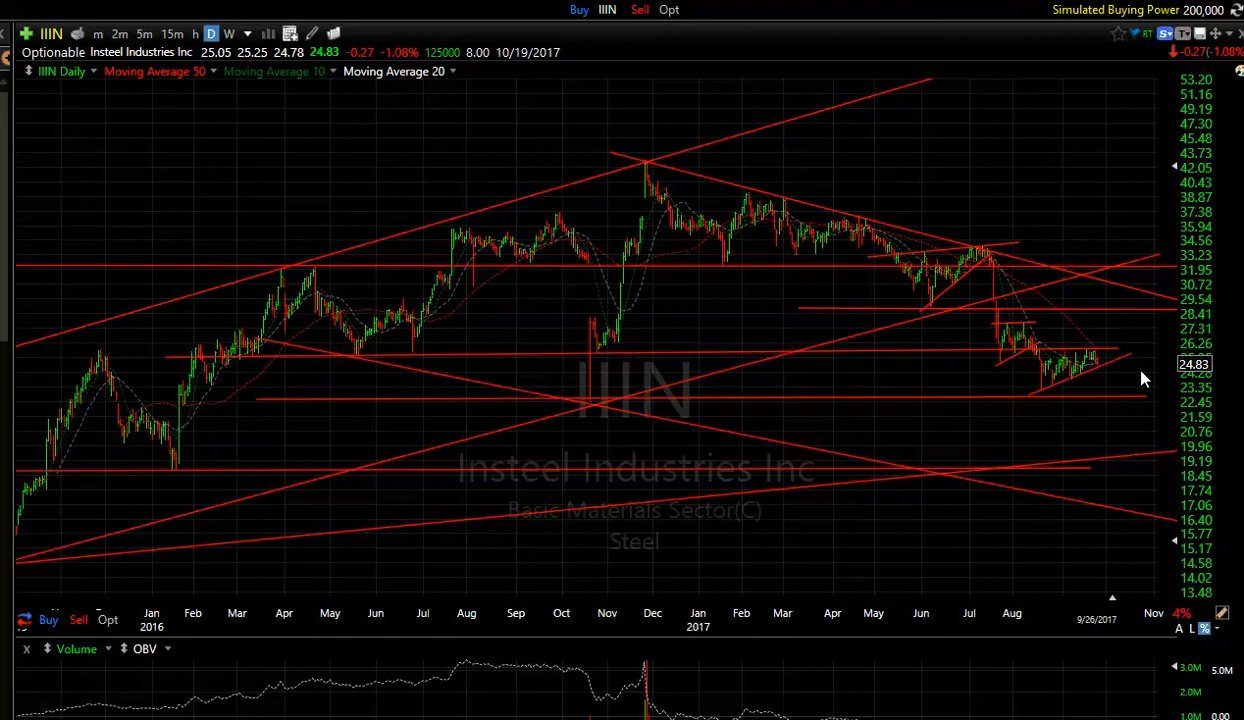 Buy IIIN Sell Opt Simulated Buying Power 200,000
IIIN m 2m 5m 15m h D W RT S T
Optionable Insteel Industries Inc 25.05 25.25 24.78 24.83 -0.27 -1.08% 125000 8.00 10/19/2017 -0.27(-1.08%
IIIN Daily Moving Average 50 Moving Average 10 Moving Average 20
53.20
51.16
49.19
47.30
45.48
43.73
42.05
40.43
38.87
37.38
35.94
34.56
33.23
31.95
30.72
29.54
28.41
27.31
26.26
24.83
23.35
22.45
21.59
20.76
19.96
19.19
18.45
17.74
17.06
16.40
15.77
15.17
14.58
14.02
13.48
IIIN
Insteel Industries Inc
Basic Materials Sector(C)
Steel
Jan Feb Mar Apr May Jun Jul Aug Sep Oct Nov Dec Jan Feb Mar Apr May Jun Jul Aug Nov 4%
2016 2017 9/26/2017
Buy Sell Opt A L %
X Volume OBV
3.0M 5.0M
2.0M
1.0M 0.00